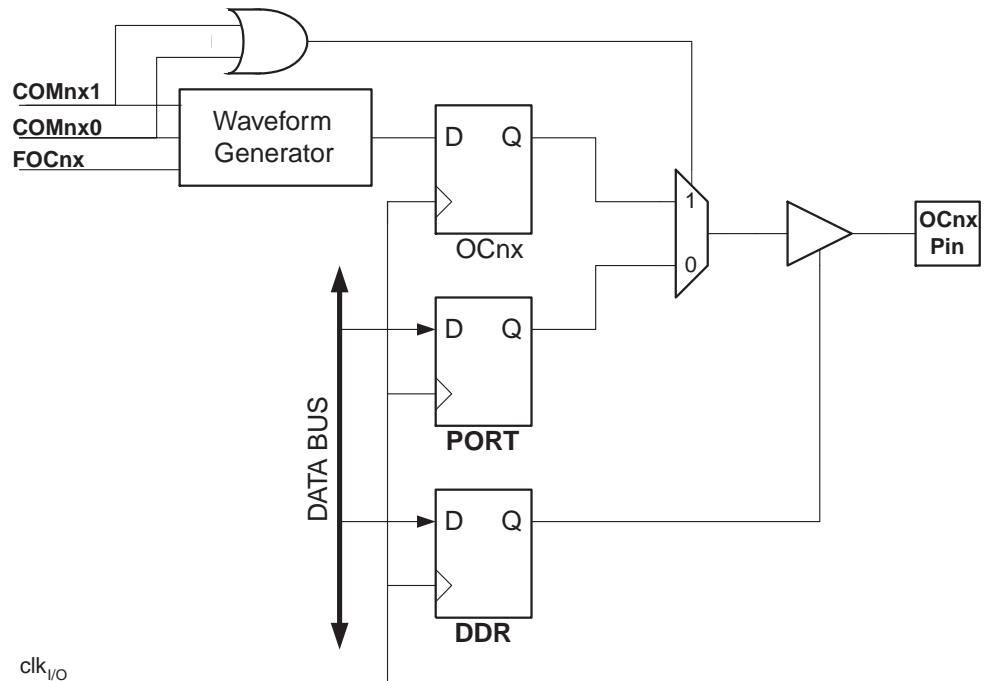 COMnx1
COMnx0
FOCnx
Waveform
Generator
D Q
OCnx
1
0
OCnx
Pin
D Q
PORT
DATA BUS
D Q
DDR
clkI/O